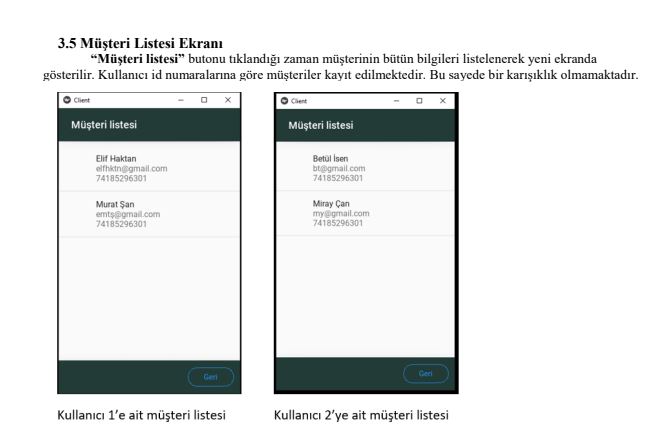 3.5 Müşteri Listesi Ekranı
“Müşteri listesi” butonu tıklandığı zaman müşterinin bütün bilgileri listelenerek yeni ekranda
gösterilir. Kullanıcı id numaralarına göre müşteriler kayıt edilmektedir. Bu sayede bir karışıklık olmamaktadır.
Client
Müşteri listesi
Elif Haktan
elfhktn@gmail.com
74185296301
Murat Şan
emtş@gmail.com
74185296301
Geri
Kullanıcı 1’e ait müşteri listesi
Client
Müşteri listesi
Betül İsen
bt@gmail.com
74185296301
Miray Çan
my@gmail.com
74185296301
Geri
Kullanıcı 2’ye ait müşteri listesi